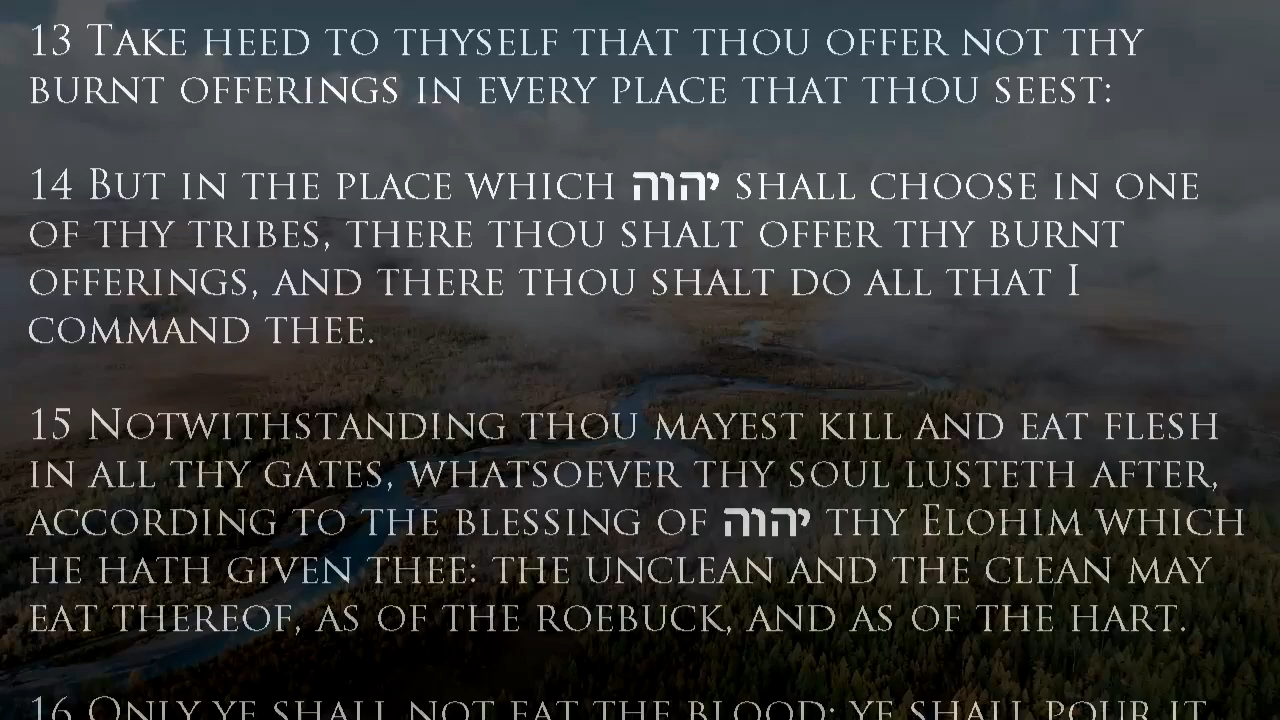 13 Take heed to thyself that thou offer not thy
burnt offerings in every place that thou seest:
14 But in the place which יהוה shall choose in one
of thy tribes, there thou shalt offer thy burnt
offerings, and there thou shalt do all that I
command thee.
15 Notwithstanding thou mayest kill and eat flesh
in all thy gates, whatsoever thy soul lusteth after,
according to the blessing of יהוה thy Elohim which
he hath given thee: the unclean and the clean may
eat thereof, as of the roebuck, and as of the hart.
16 Only ye shall not eat the blood; ye shall pour it